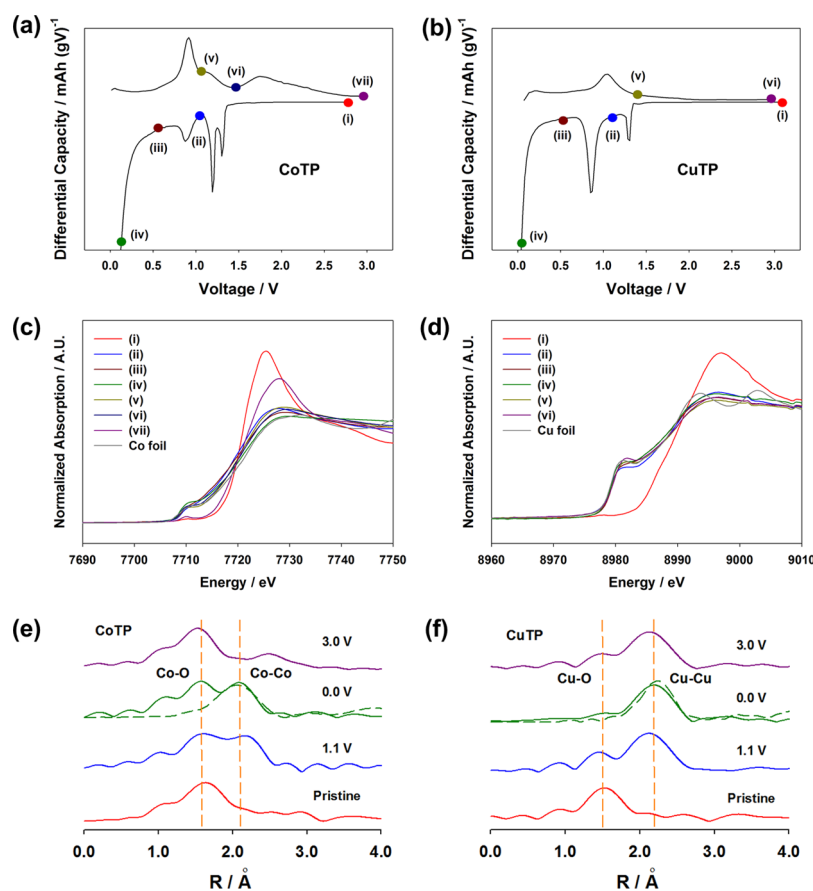 (a)
Differential Capacity / mAh (gV)-1
(v)
(vi)
(vii)
(i)
(iii)
(ii)
(iv)
CoTP
0.0 0.5 1.0 1.5 2.0 2.5 3.0
Voltage / V
(b)
Differential Capacity / mAh (gV)-1
(v)
(vi)
(i)
(iii)
(ii)
(iv)
CuTP
0.0 0.5 1.0 1.5 2.0 2.5 3.0
Voltage / V
(c)
Normalized Absorption / A.U.
(i)
(ii)
(iii)
(iv)
(v)
(vi)
(vii)
Co foil
7690 7700 7710 7720 7730 7740 7750
Energy / eV
(d)
Normalized Absorption / A.U.
(i)
(ii)
(iii)
(iv)
(v)
(vi)
Cu foil
8960 8970 8980 8990 9000 9010
Energy / eV
(e)
CoTP
3.0 V
Co-O Co-Co
0.0 V
1.1 V
Pristine
0.0 1.0 2.0 3.0 4.0
R / Å
(f)
CuTP
3.0 V
Cu-O Cu-Cu
0.0 V
1.1 V
Pristine
0.0 1.0 2.0 3.0 4.0
R / Å